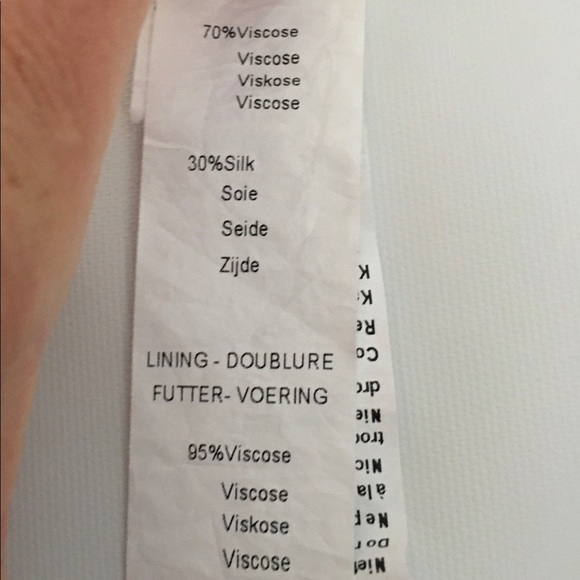 70%Viscose
Viscose
Viskose
Viscose
30%Silk
Soie
Seide
Zijde
LINING - DOUBLURE
FUTTER- VOERING
95%Viscose
Viscose
Viskose
Viscose